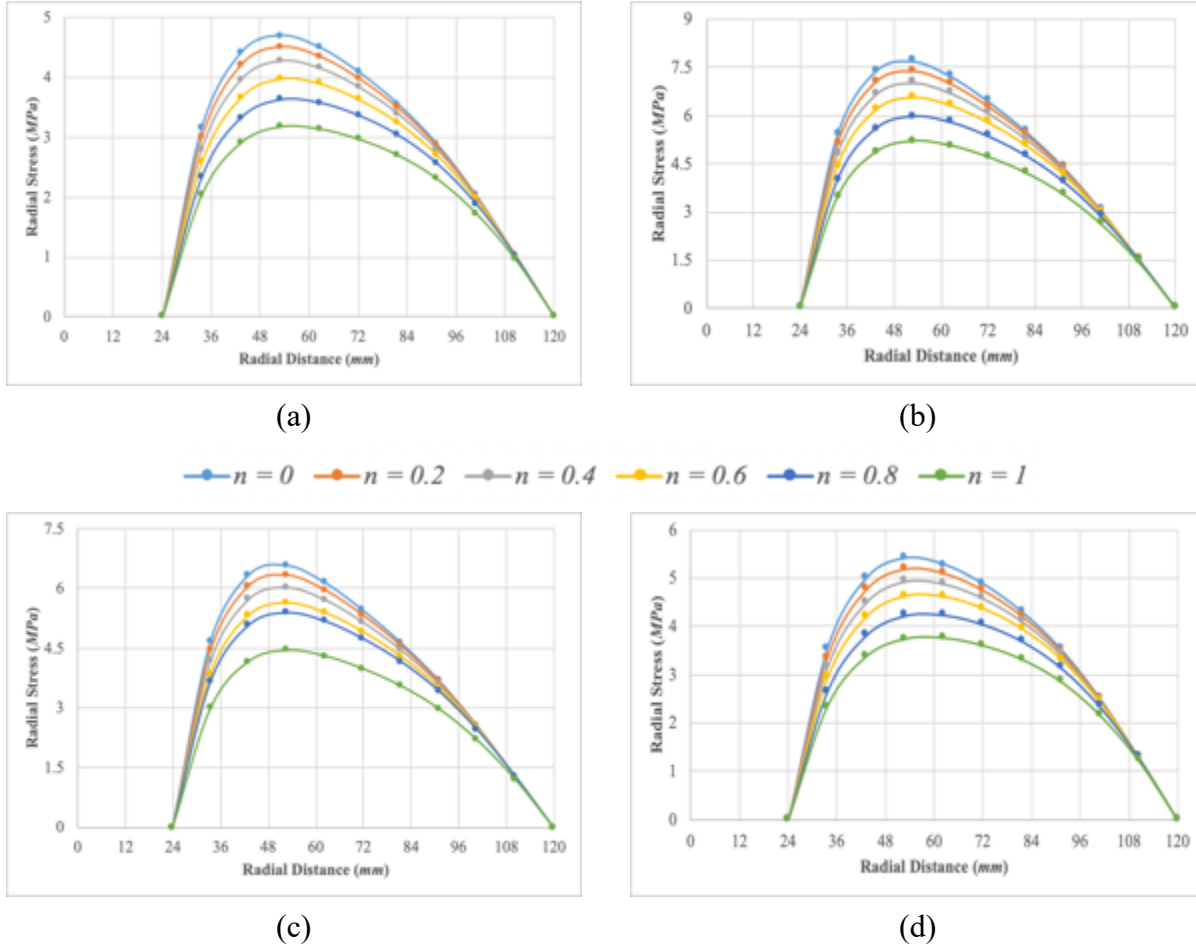 5
4
3
2
1
0
Radial Stress (MPa)
0 12 24 36 48 60 72 84 96 108 120
Radial Distance (mm)
(a)
9
7.5
6
4.5
3
1.5
0
Radial Stress (MPa)
0 12 24 36 48 60 72 84 96 108 120
Radial Distance (mm)
(b)
n = 0 n = 0.2 n = 0.4 n = 0.6 n = 0.8 n = 1
7.5
6
4.5
3
1.5
0
Radial Stress (MPa)
0 12 24 36 48 60 72 84 96 108 120
Radial Distance (mm)
(c)
6
5
4
3
2
1
0
Radial Stress (MPa)
0 12 24 36 48 60 72 84 96 108 120
Radial Distance (mm)
(d)